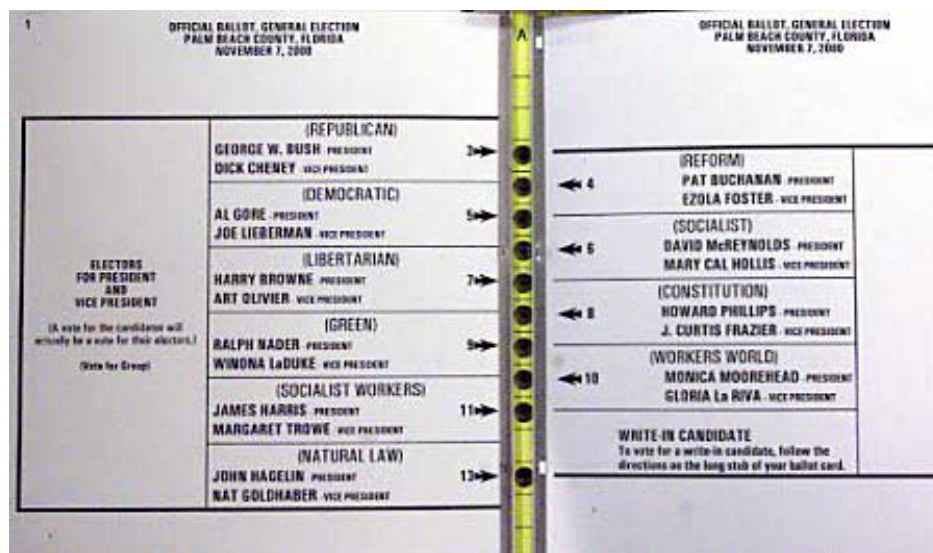 1
OFFICIAL BALLOT, GENERAL ELECTION
PALM BEACH COUNTY, FLORIDA
NOVEMBER 7, 2000
ELECTORS
FOR PRESIDENT
AND
VICE PRESIDENT
(A vote for the candidates will
actually be a vote for their electors.)
(Vote for Group)
(REPUBLICAN)
GEORGE W. BUSH - PRESIDENT
DICK CHENEY - VICE PRESIDENT
3
(DEMOCRATIC)
AL GORE - PRESIDENT
JOE LIEBERMAN - VICE PRESIDENT
5
(LIBERTARIAN)
HARRY BROWNE - PRESIDENT
ART OLIVIER - VICE PRESIDENT
7
(GREEN)
RALPH NADER - PRESIDENT
WINONA LaDUKE - VICE PRESIDENT
9
(SOCIALIST WORKERS)
JAMES HARRIS - PRESIDENT
MARGARET TROWE - VICE PRESIDENT
11
(NATURAL LAW)
JOHN HAGELIN - PRESIDENT
NAT GOLDHABER - VICE PRESIDENT
13
A
OFFICIAL BALLOT, GENERAL ELECTION
PALM BEACH COUNTY, FLORIDA
NOVEMBER 7, 2000
(REFORM)
4
PAT BUCHANAN - PRESIDENT
EZOLA FOSTER - VICE PRESIDENT
(SOCIALIST)
6
DAVID McREYNOLDS - PRESIDENT
MARY CAL HOLLIS - VICE PRESIDENT
(CONSTITUTION)
8
HOWARD PHILLIPS - PRESIDENT
J. CURTIS FRAZIER - VICE PRESIDENT
(WORKERS WORLD)
10
MONICA MOOREHEAD - PRESIDENT
GLORIA La RIVA - VICE PRESIDENT
WRITE-IN CANDIDATE
To vote for a write-in candidate, follow the
directions on the long stub of your ballot card.